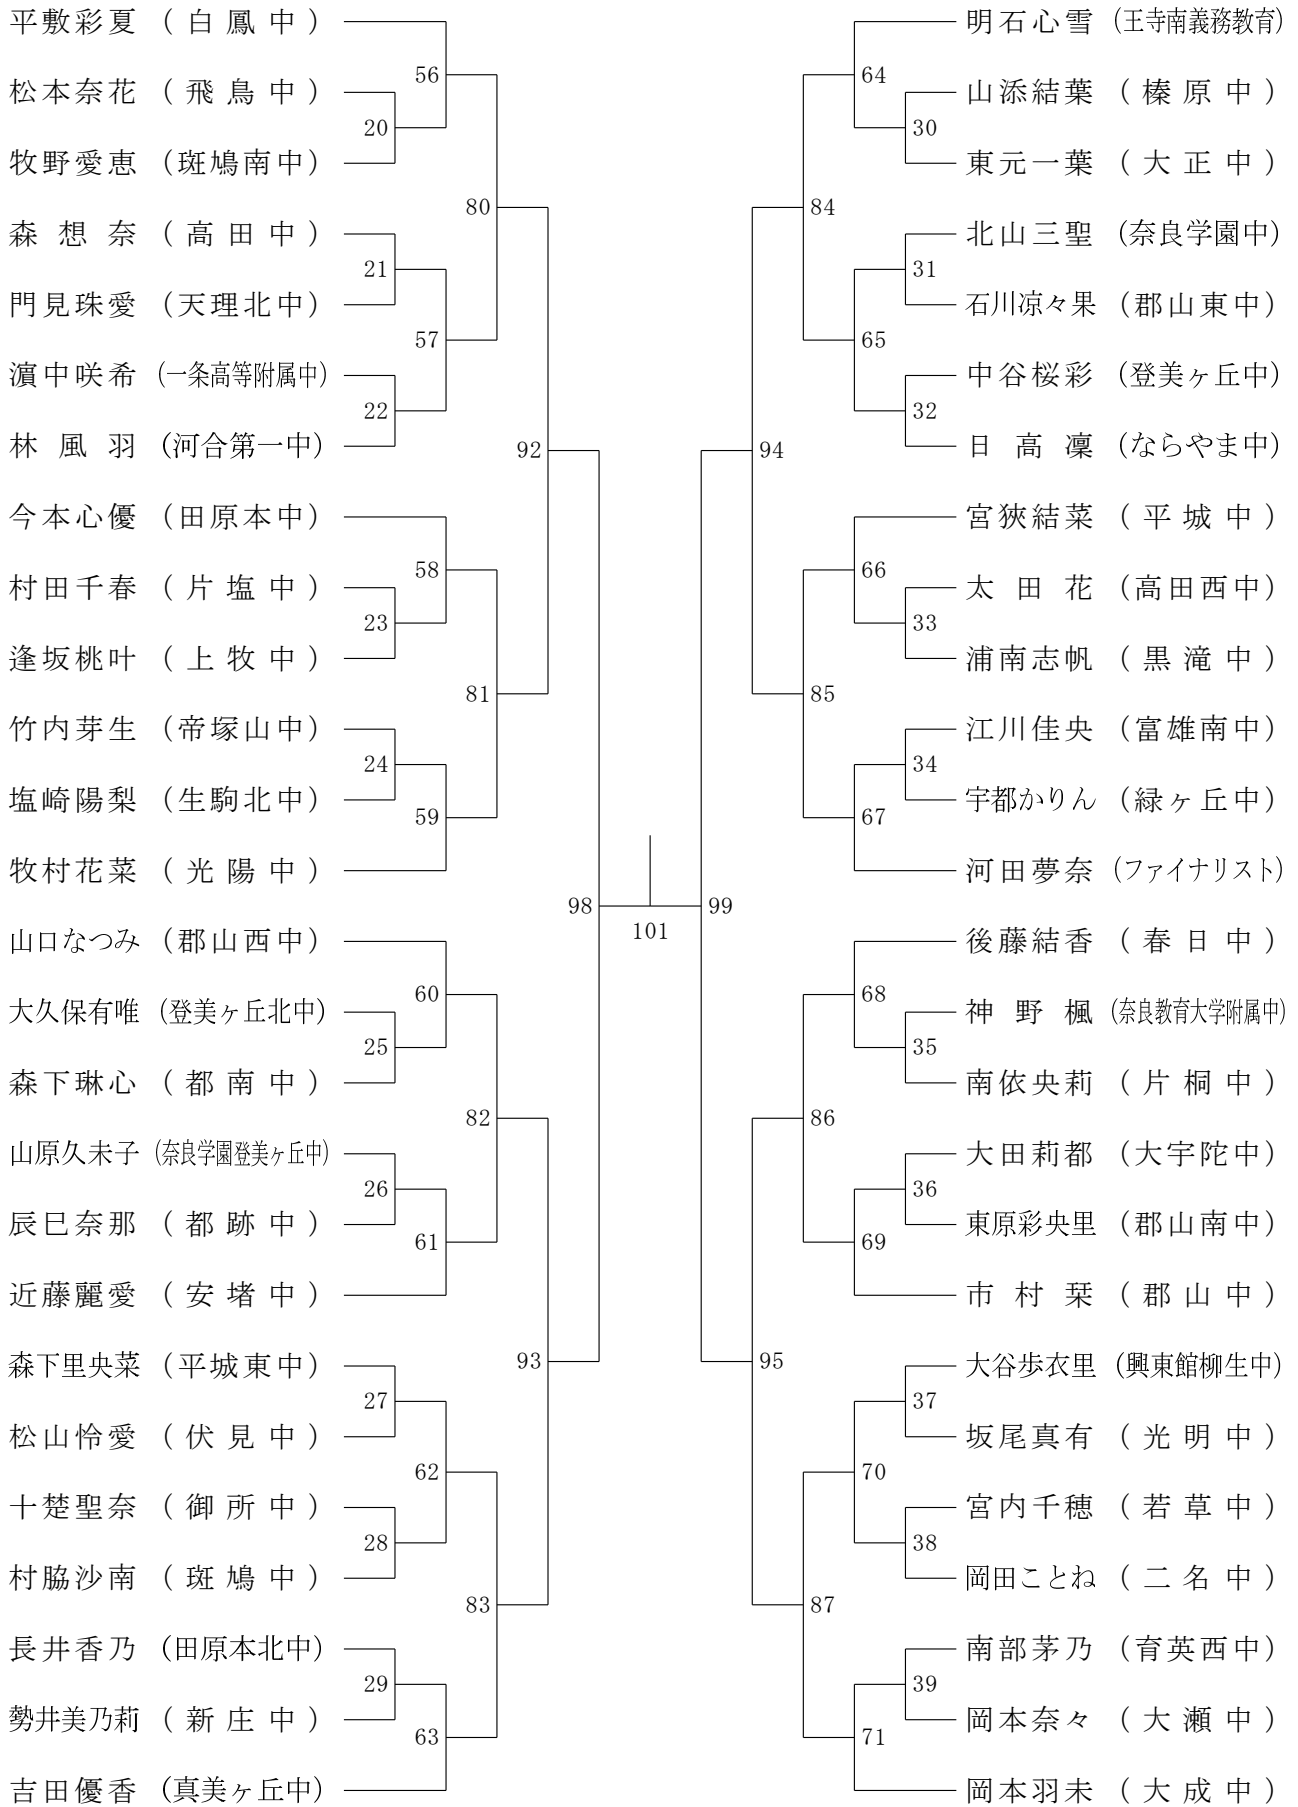 平敷彩夏 (白鳳中)
松本奈花 (飛鳥中)
牧野愛恵 (斑鳩南中)
森想奈 (高田中)
門見珠愛 (天理北中)
濵中咲希 (一条高等附属中)
林風羽 (河合第一中)
今本心優 (田原本中)
村田千春 (片塩中)
逢坂桃叶 (上牧中)
竹内芽生 (帝塚山中)
塩崎陽梨 (生駒北中)
牧村花菜 (光陽中)
山口なつみ (郡山西中)
大久保有唯 (登美ヶ丘北中)
森下琳心 (都南中)
山原久未子 (奈良学園登美ヶ丘中)
辰巳奈那 (都跡中)
近藤麗愛 (安堵中)
森下里央菜 (平城東中)
松山怜愛 (伏見中)
十楚聖奈 (御所中)
村脇沙南 (斑鳩中)
長井香乃 (田原本北中)
勢井美乃莉 (新庄中)
吉田優香 (真美ヶ丘中)
20
21
22
23
24
25
26
27
28
29
56
57
58
59
60
61
62
63
80
81
82
83
92
93
98
101
99
94
95
84
85
86
87
64
65
66
67
68
69
70
71
30
31
32
33
34
35
36
37
38
39
明石心雪 (王寺南義務教育)
山添結葉 (榛原中)
東元一葉 (大正中)
北山三聖 (奈良学園中)
石川凉々果 (郡山東中)
中谷桜彩 (登美ヶ丘中)
日高凜 (ならやま中)
宮狹結菜 (平城中)
太田花 (高田西中)
浦南志帆 (黒滝中)
江川佳央 (富雄南中)
宇都かりん (緑ヶ丘中)
河田夢奈 (ファイナリスト)
後藤結香 (春日中)
神野楓 (奈良教育大学附属中)
南依央莉 (片桐中)
大田莉都 (大宇陀中)
東原彩央里 (郡山南中)
市村栞 (郡山中)
大谷歩衣里 (興東館柳生中)
坂尾真有 (光明中)
宮内千穂 (若草中)
岡田ことね (二名中)
南部茅乃 (育英西中)
岡本奈々 (大瀬中)
岡本羽未 (大成中)